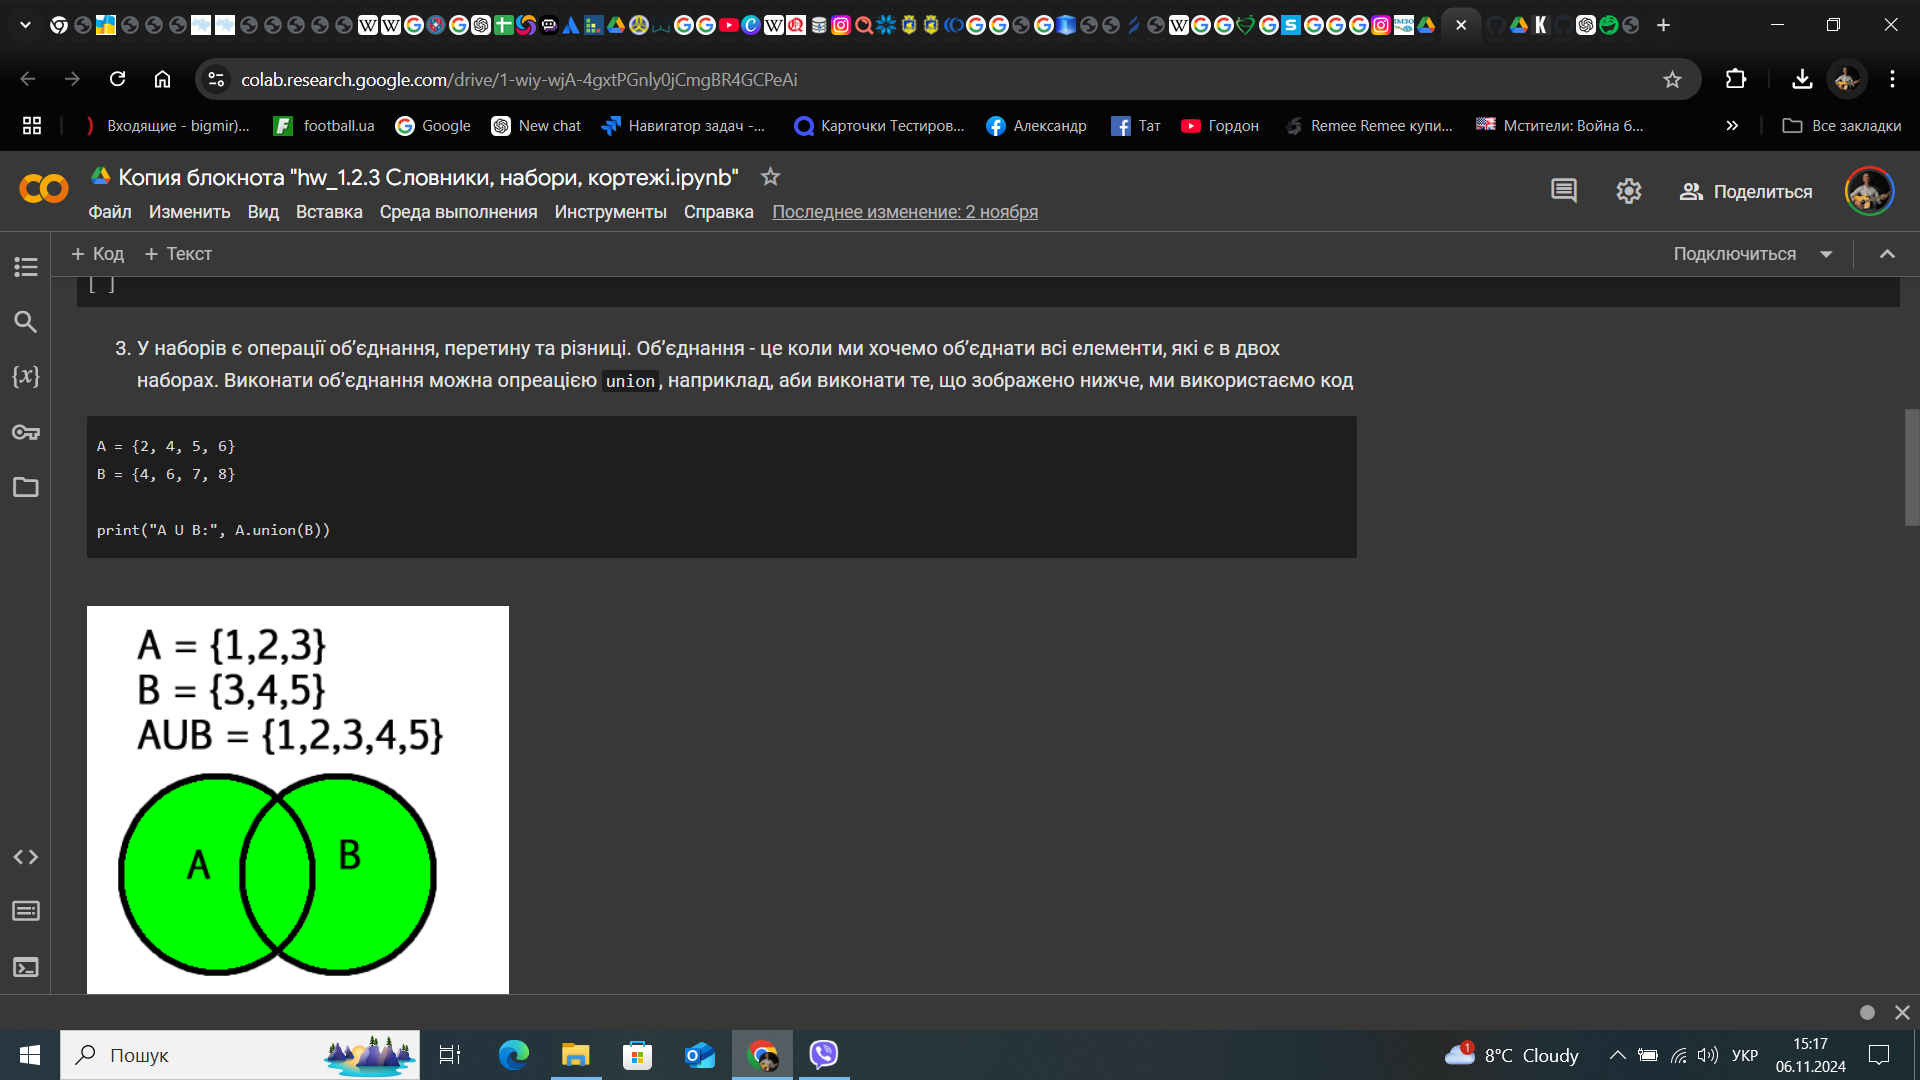 colab.research.google.com/drive/1-wiy-wjA-4gxtPGnly0jCmgBR4GCPeAi
Входящие - bigmir)...
football.ua
Google
New chat
Навигатор задач -...
Карточки Тестиров...
Александр
Тат
Гордон
Remee Remee купи...
Мстители: Война б...
Все закладки
Копия блокнота "hw_1.2.3 Словники, набори, кортежі.ipynb"
Файл Изменить Вид Вставка Среда выполнения Инструменты Справка Последнее изменение: 2 ноября
Поделиться
+ Код + Текст
Подключиться
[ ]
3. У наборів є операції об’єднання, перетину та різниці. Об’єднання - це коли ми хочемо об’єднати всі елементи, які є в двох
наборах. Виконати об’єднання можна опреацією union, наприклад, аби виконати те, що зображено нижче, ми використаємо код
A = {2, 4, 5, 6}
B = {4, 6, 7, 8}
print("A U B:", A.union(B))
A = {1,2,3}
B = {3,4,5}
AUB = {1,2,3,4,5}
A
B
Пошук
1
8°C Cloudy
УКР
15:17
06.11.2024